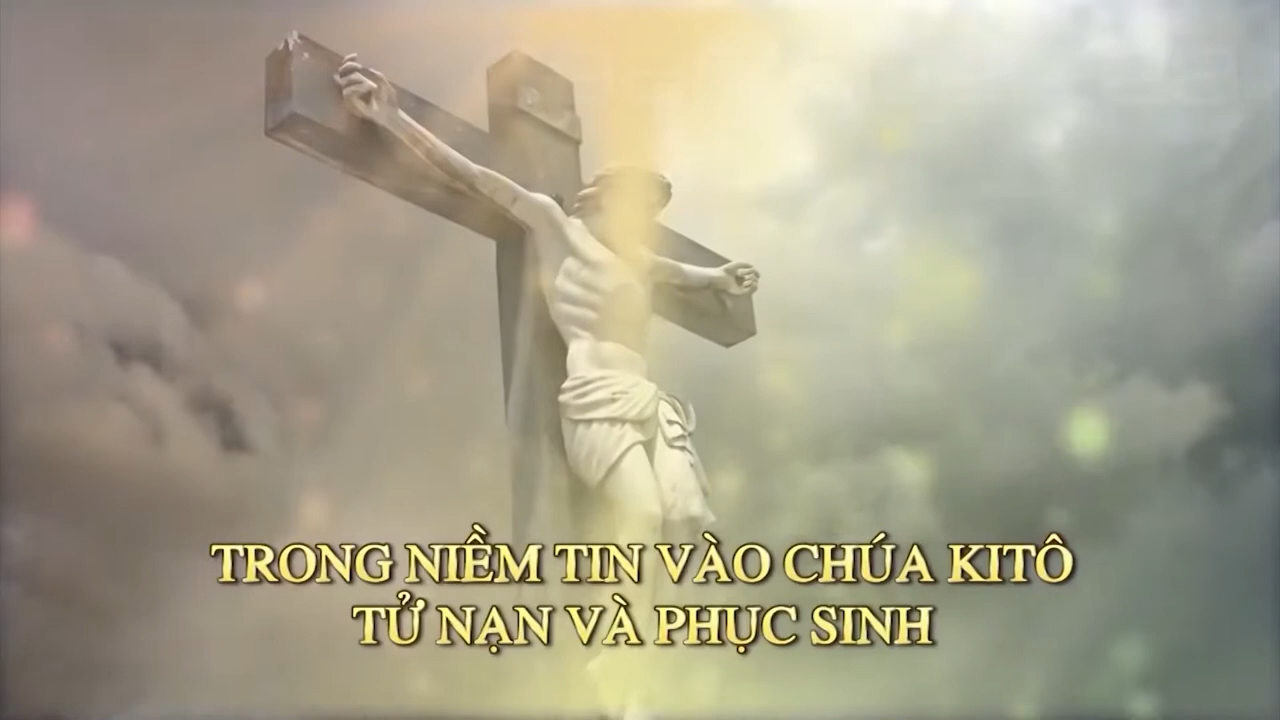 TRONG NIỀM TIN VÀO CHÚA KITÔ
TỬ NẠN VÀ PHỤC SINH